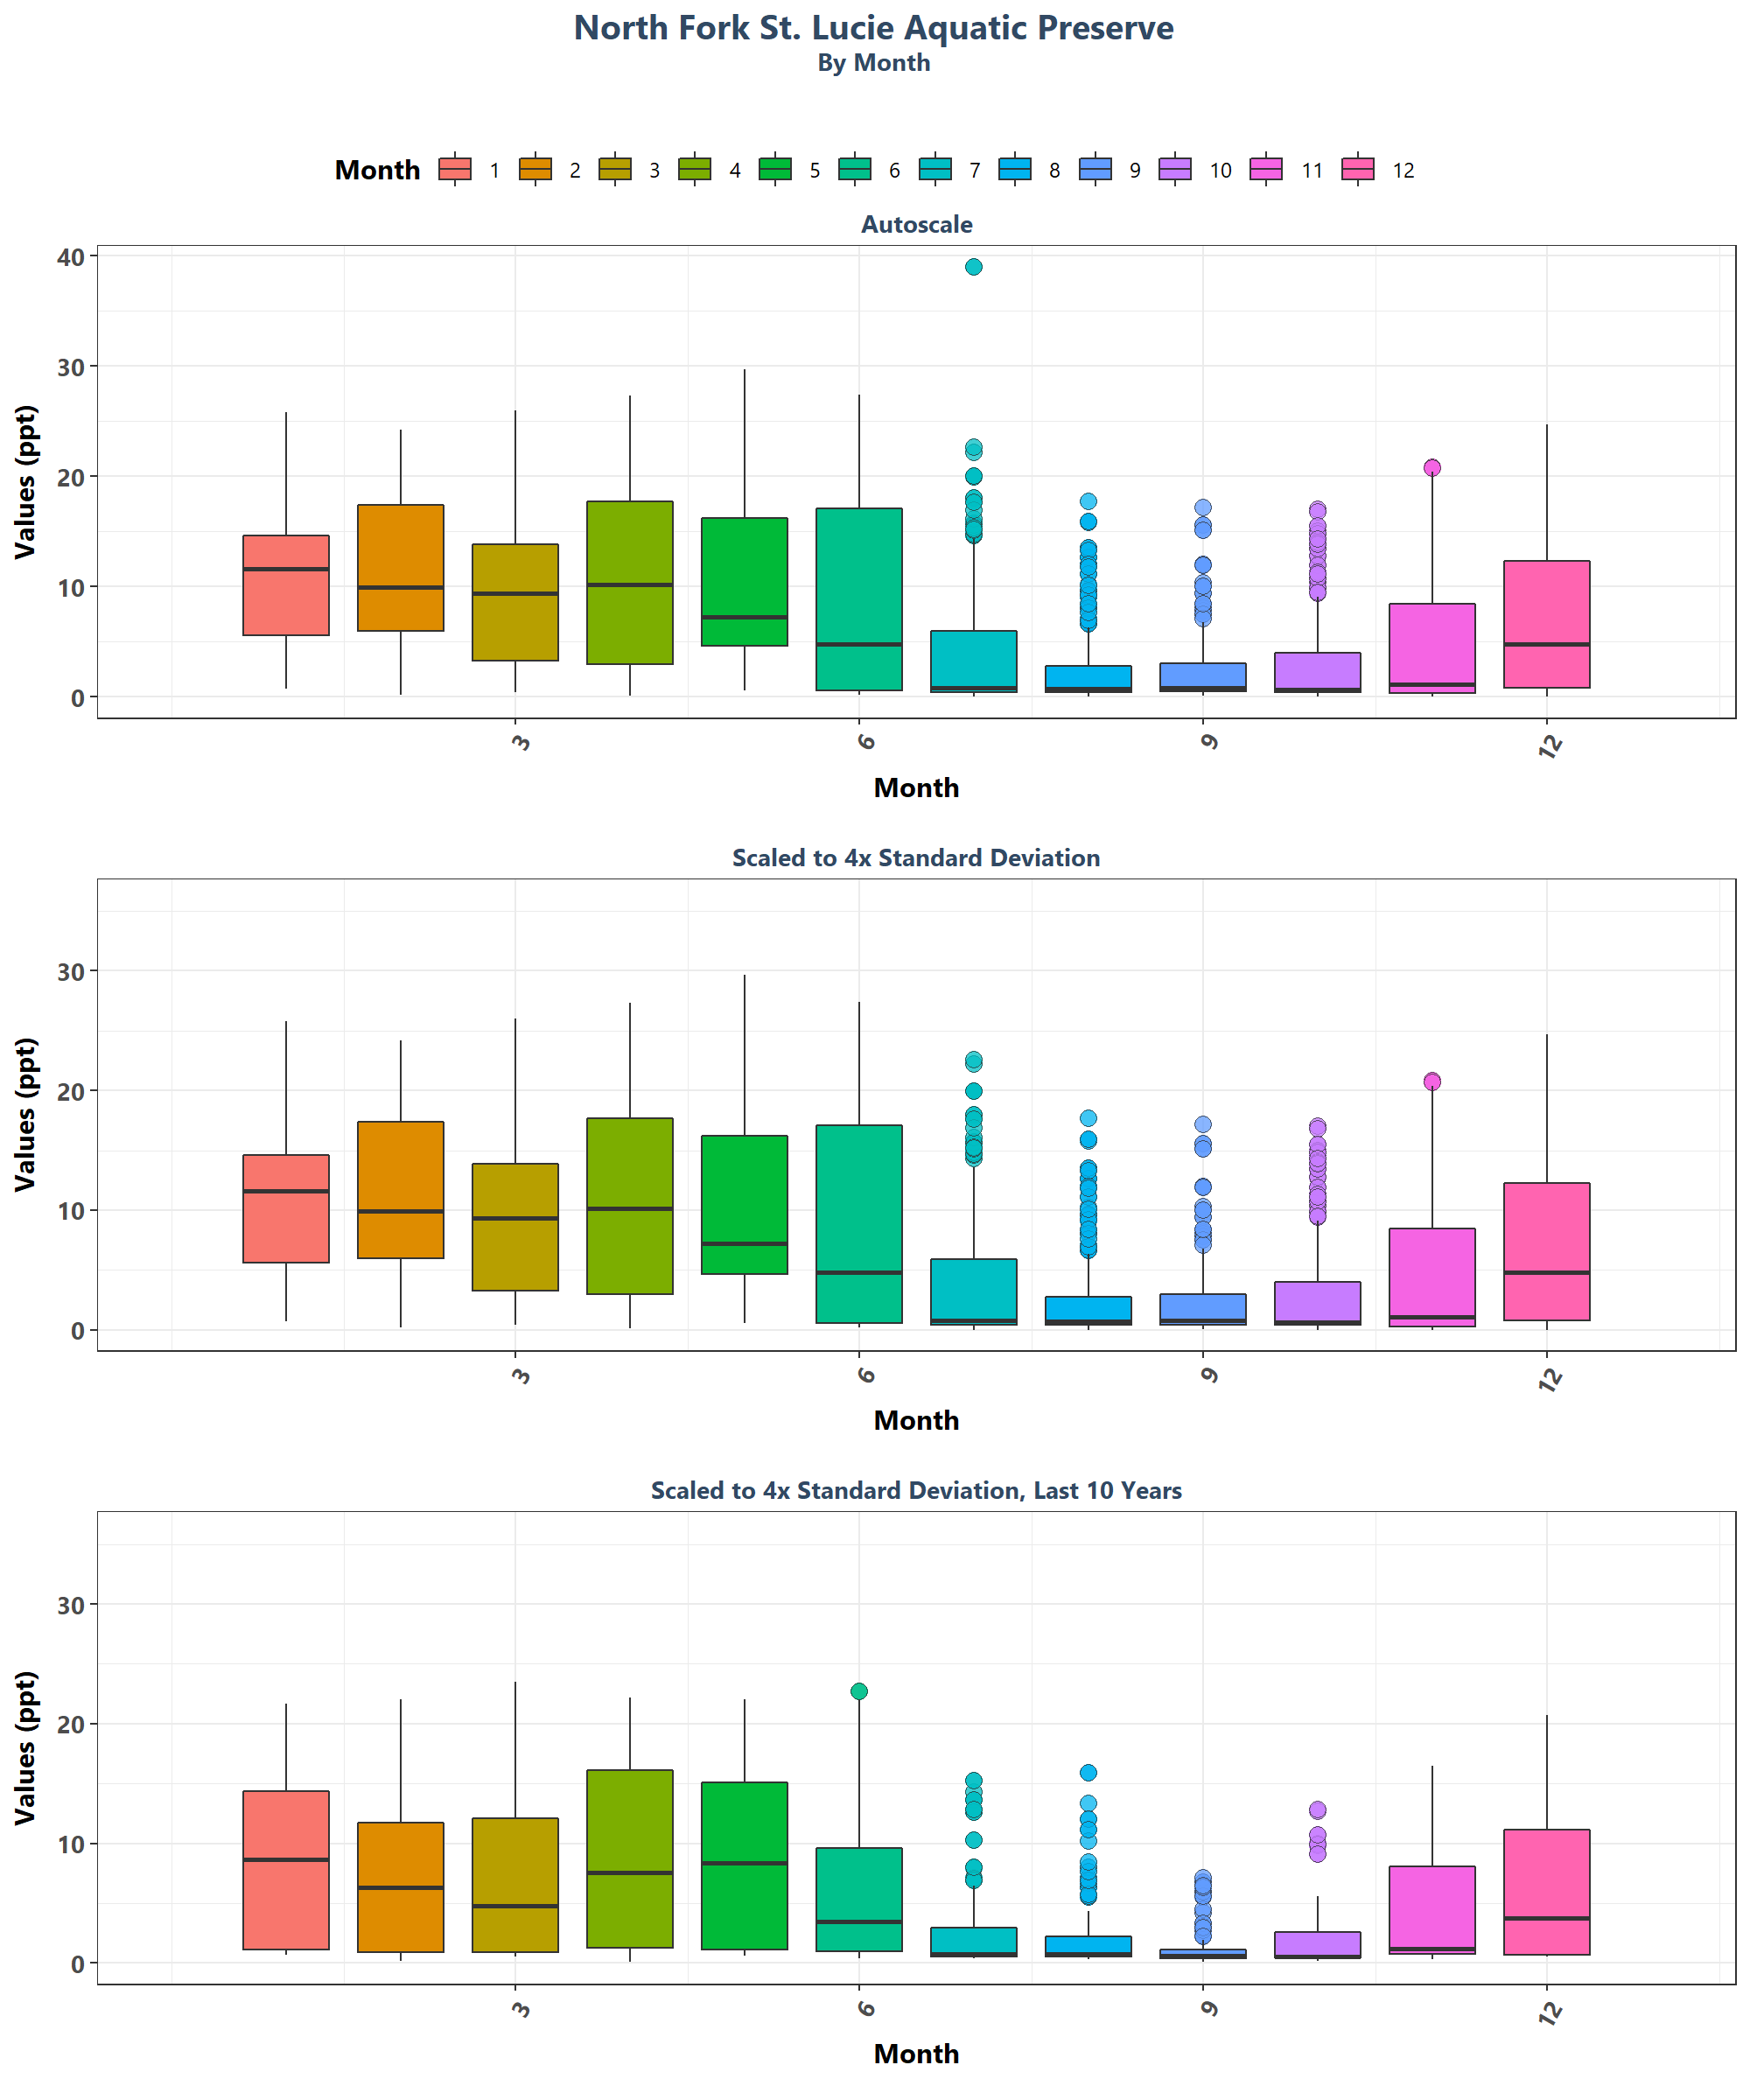 North Fork St. Lucie Aquatic Preserve
By Month
Month 1 2 3 4 5 6 7 8 9 10 11 12
Autoscale
Values (ppt)
40
30
20
10
0
3 6 9 12
Month
Scaled to 4x Standard Deviation
Values (ppt)
30
20
10
0
3 6 9 12
Month
Scaled to 4x Standard Deviation, Last 10 Years
Values (ppt)
30
20
10
0
3 6 9 12
Month